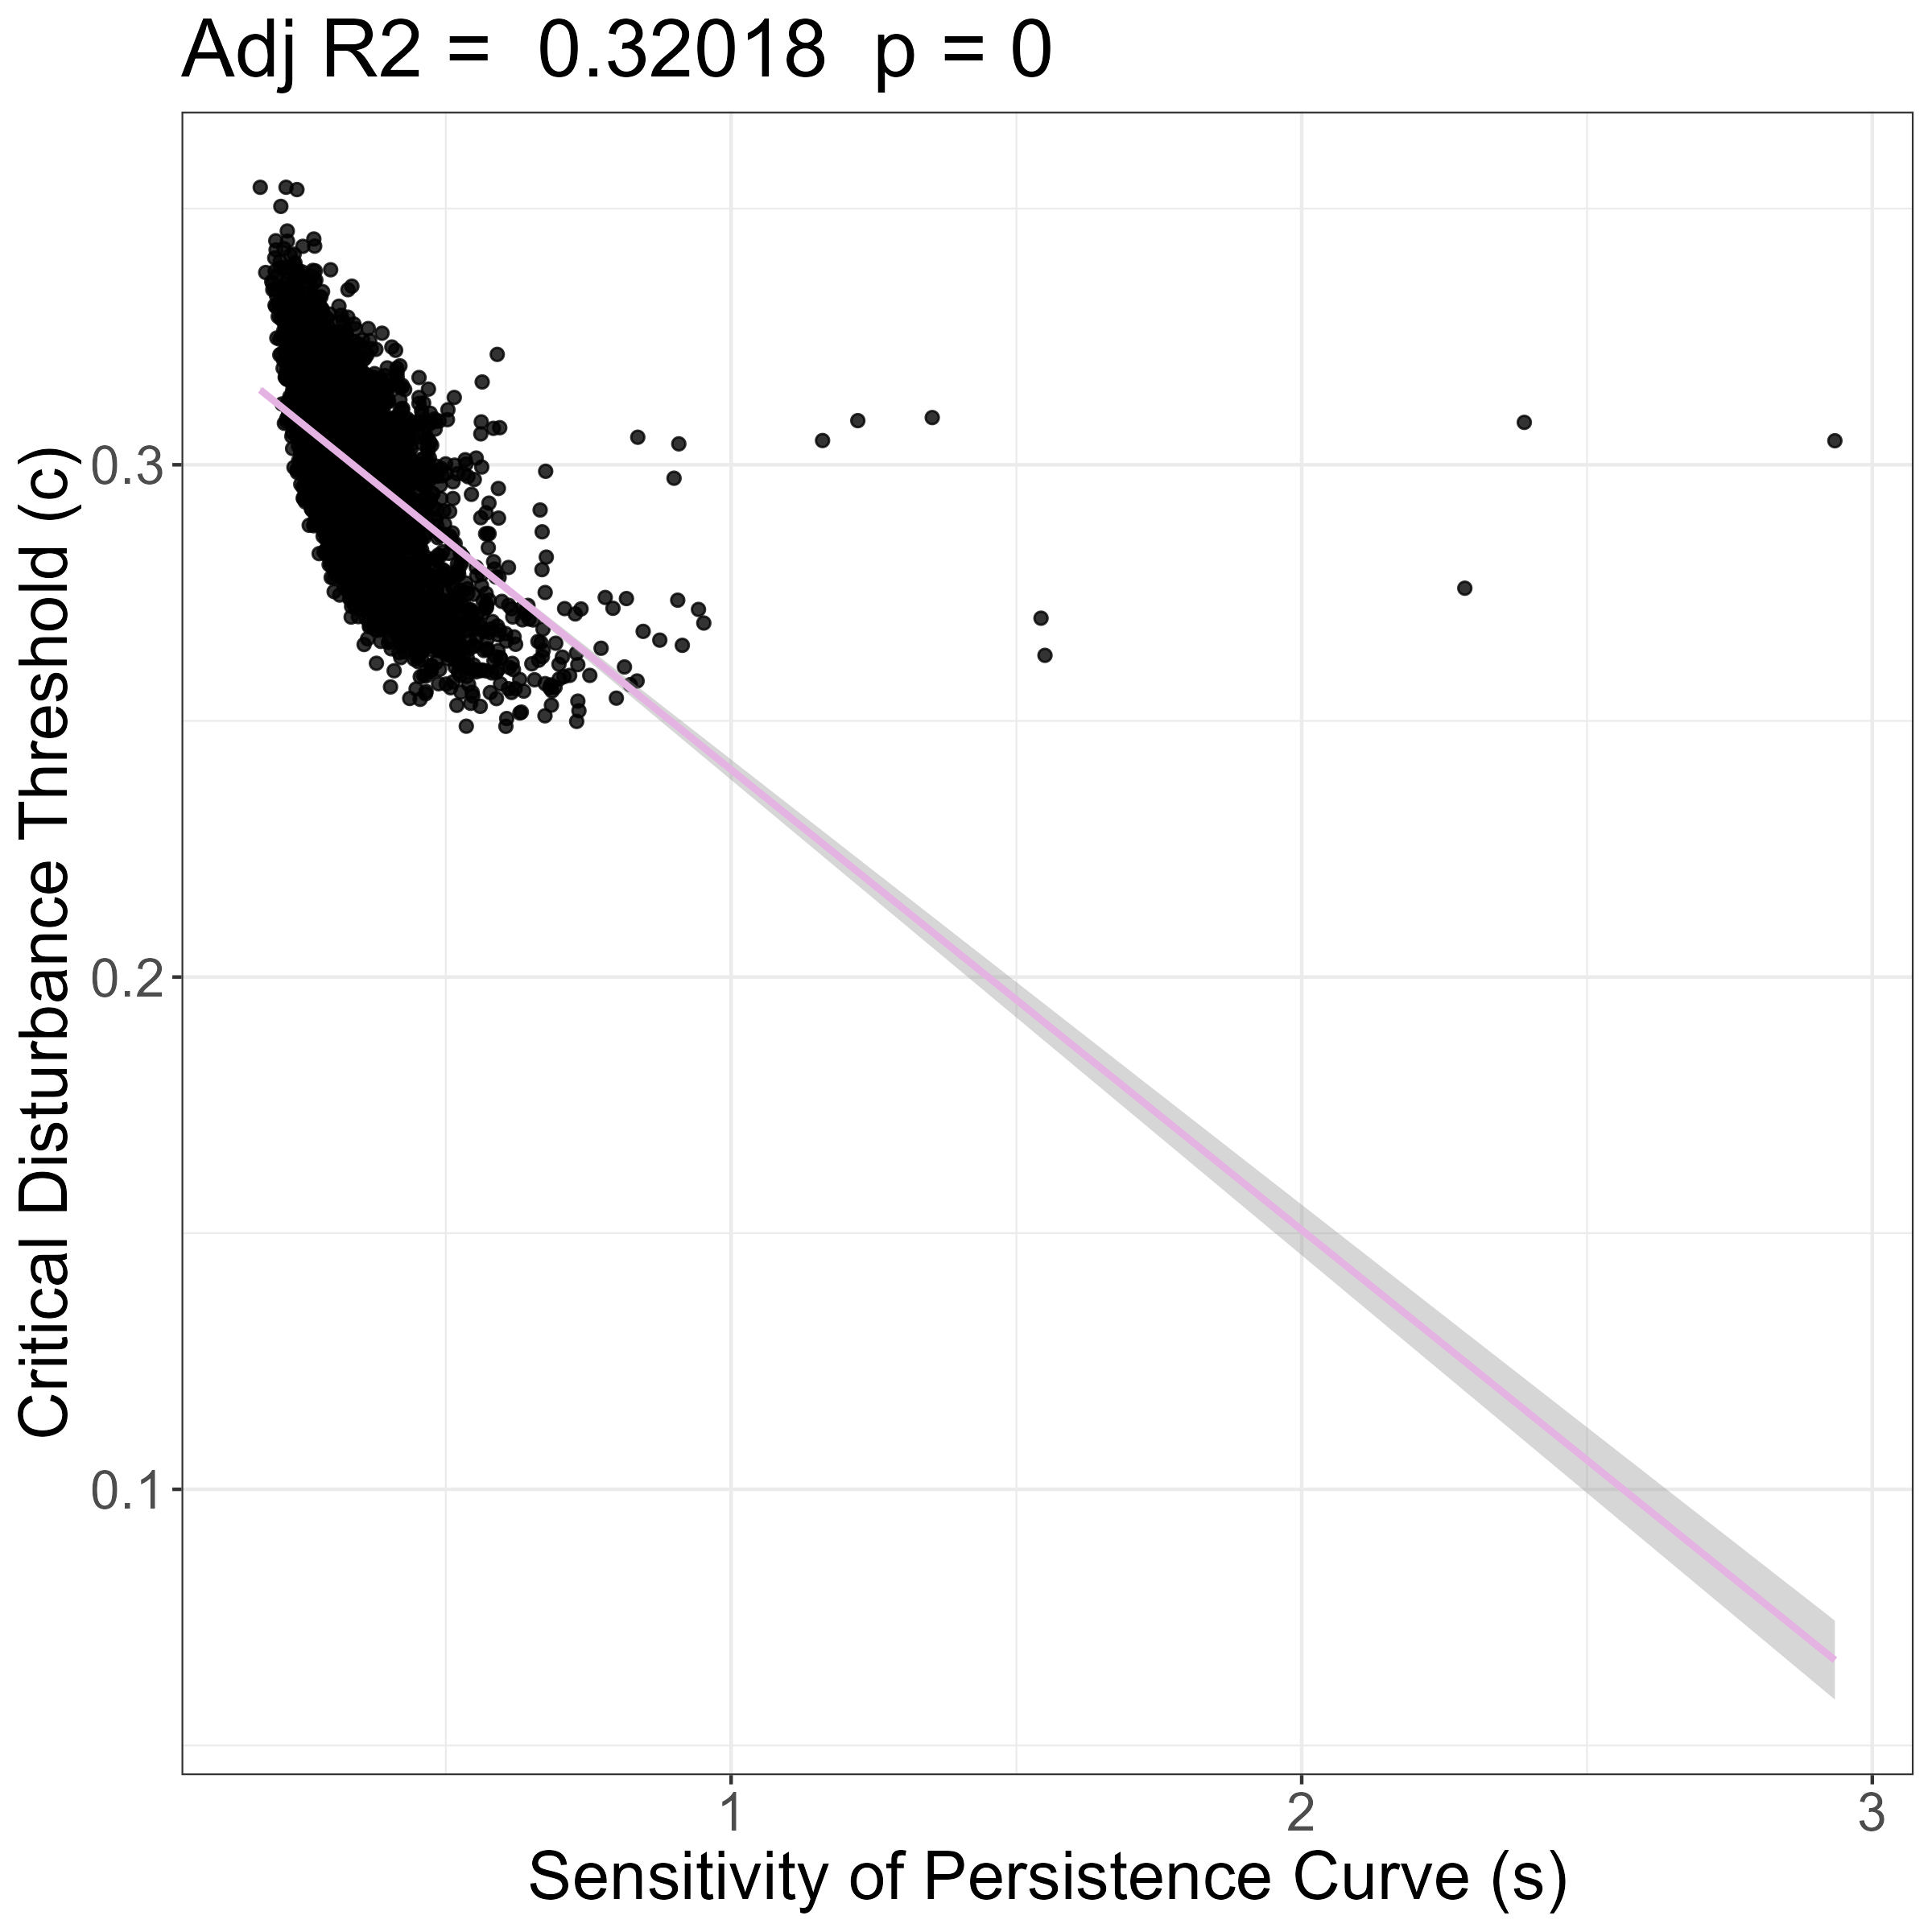 Adj R2 =  0.32018  p = 0
Critical Disturbance Threshold (c)
0.3
0.2
0.1
1
2
3
Sensitivity of Persistence Curve (s)